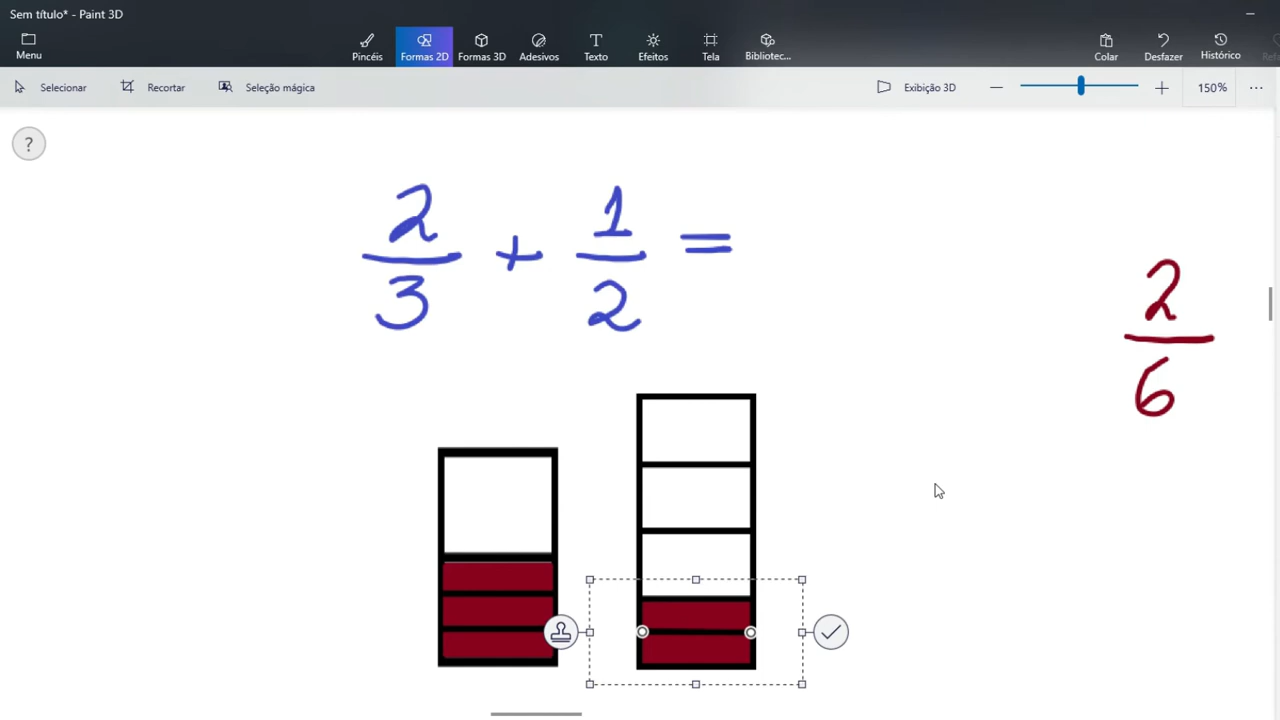 Sem título* - Paint 3D
Menu
Pincéis
Formas 2D
Formas 3D
Adesivos
Texto
Efeitos
Tela
Bibliotec...
Colar
Desfazer
Histórico
Selecionar
Recortar
Seleção mágica
Exibição 3D
150%
?
2/3 + 1/2 =
2/6